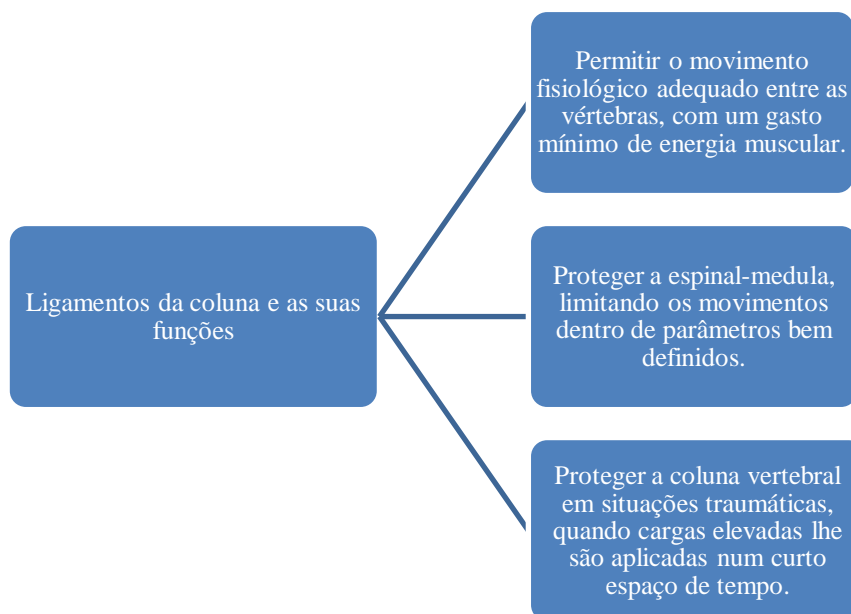 Permitir o movimento
fisiológico adequado entre as
vértebras, com um gasto
mínimo de energia muscular.
Ligamentos da coluna e as suas
funções
Proteger a espinal-medula,
limitando os movimentos
dentro de parâmetros bem
definidos.
Proteger a coluna vertebral
em situações traumáticas,
quando cargas elevadas lhe
são aplicadas num curto
espaço de tempo.